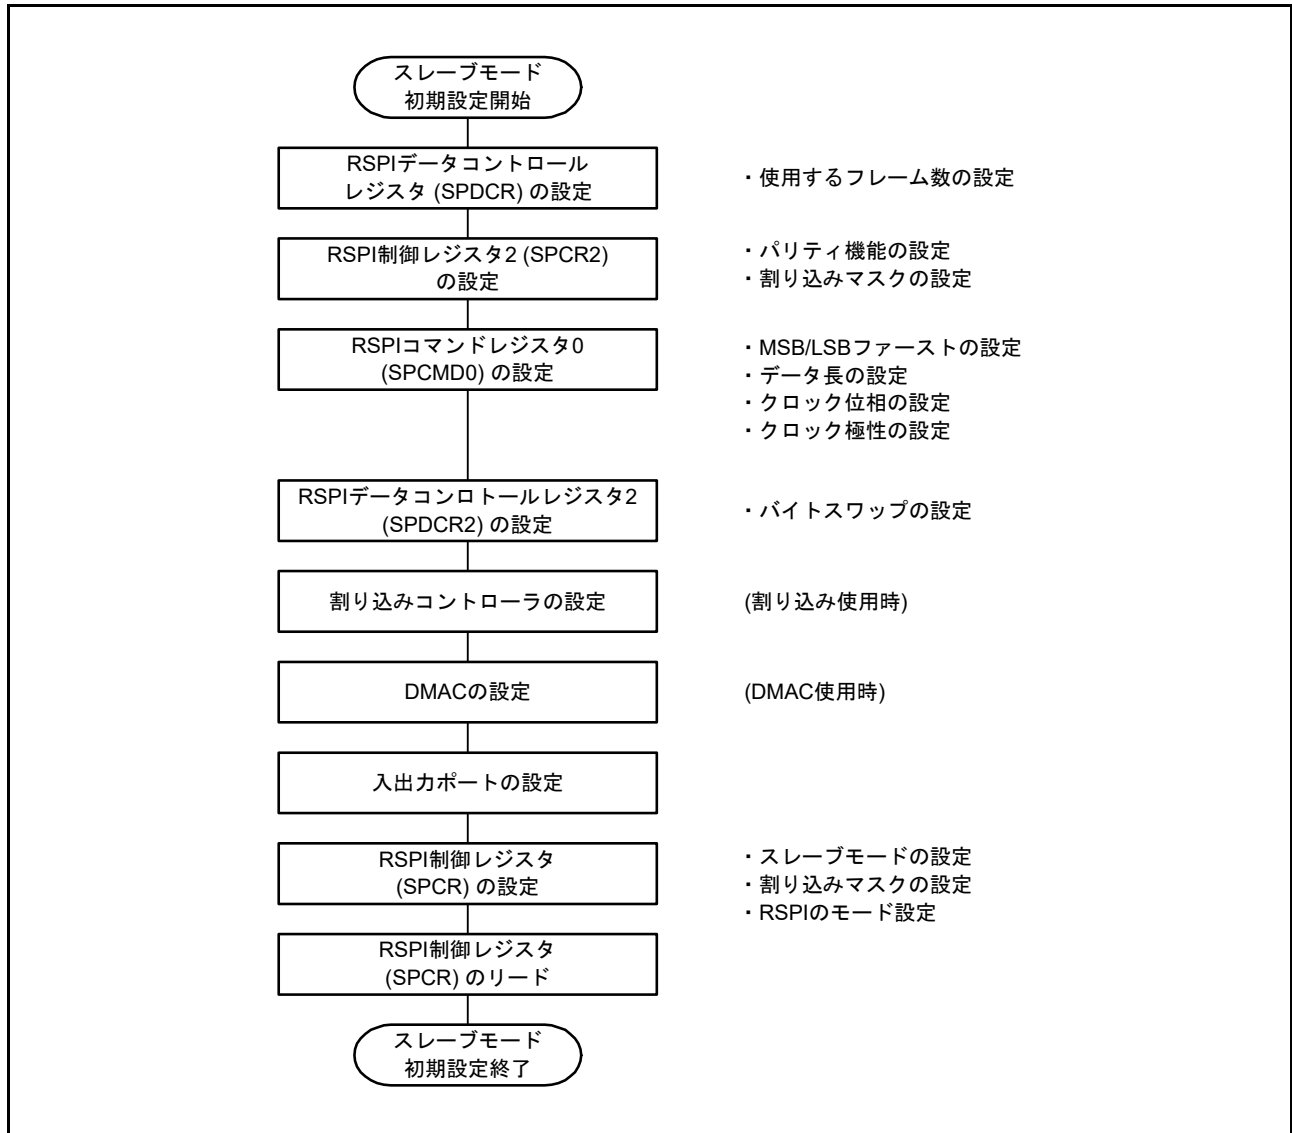 スレーブモード
初期設定開始
RSPIデータコントロール
レジスタ (SPDCR) の設定
・使用するフレーム数の設定
RSPI制御レジスタ2 (SPCR2)
の設定
・パリティ機能の設定
・割り込みマスクの設定
RSPIコマンドレジスタ0
(SPCMD0) の設定
・MSB/LSBファーストの設定
・データ長の設定
・クロック位相の設定
・クロック極性の設定
RSPIデータコンロトールレジスタ2
(SPDCR2) の設定
・バイトスワップの設定
割り込みコントローラの設定
(割り込み使用時)
DMACの設定
(DMAC使用時)
入出力ポートの設定
RSPI制御レジスタ
(SPCR) の設定
・スレーブモードの設定
・割り込みマスクの設定
・RSPIのモード設定
RSPI制御レジスタ
(SPCR) のリード
スレーブモード
初期設定終了